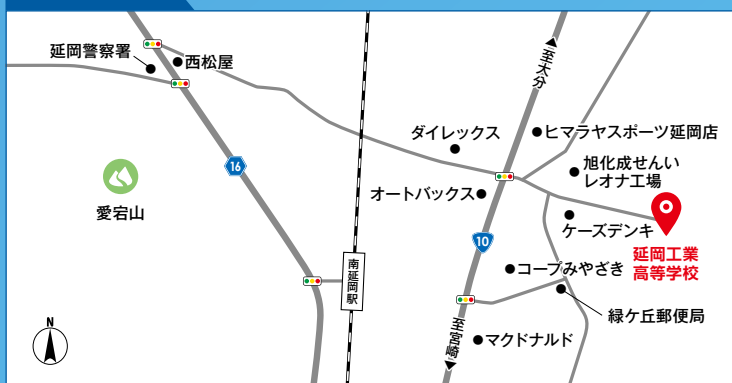 延岡警察署
西松屋
16
愛宕山
N
南延岡駅
▲至大分
ダイレックス
ヒマラヤスポーツ延岡店
旭化成せんい
レオナ工場
オートバックス
ケーズデンキ
延岡工業
高等学校
10
コープみやざき
緑ケ丘郵便局
至宮崎▼
マクドナルド